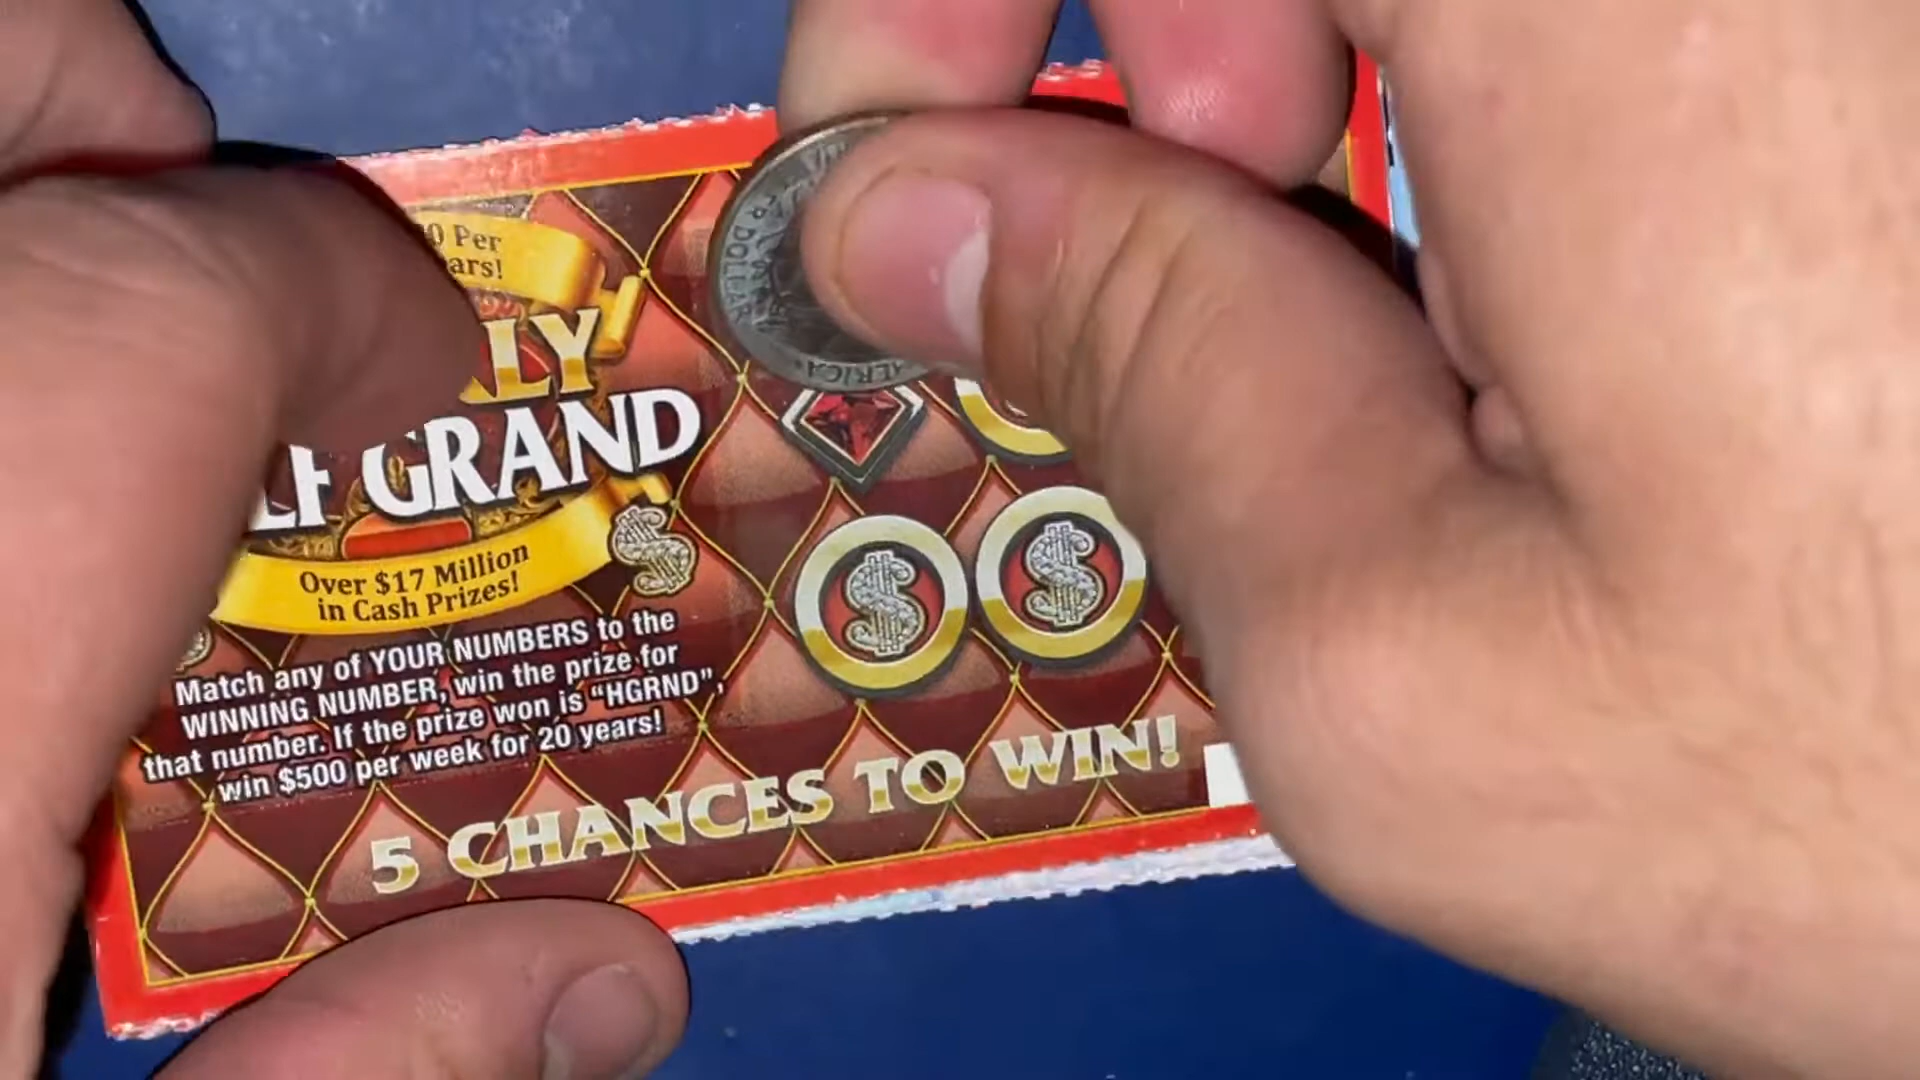 0 Per
ars!
LY
LF GRAND
Over $17 Million
in Cash Prizes!
Match any of YOUR NUMBERS to the
WINNING NUMBER, win the prize for
that number. If the prize won is “HGRND”,
win $500 per week for 20 years!
5 CHANCES TO WIN!
DOLLAR
ERICA